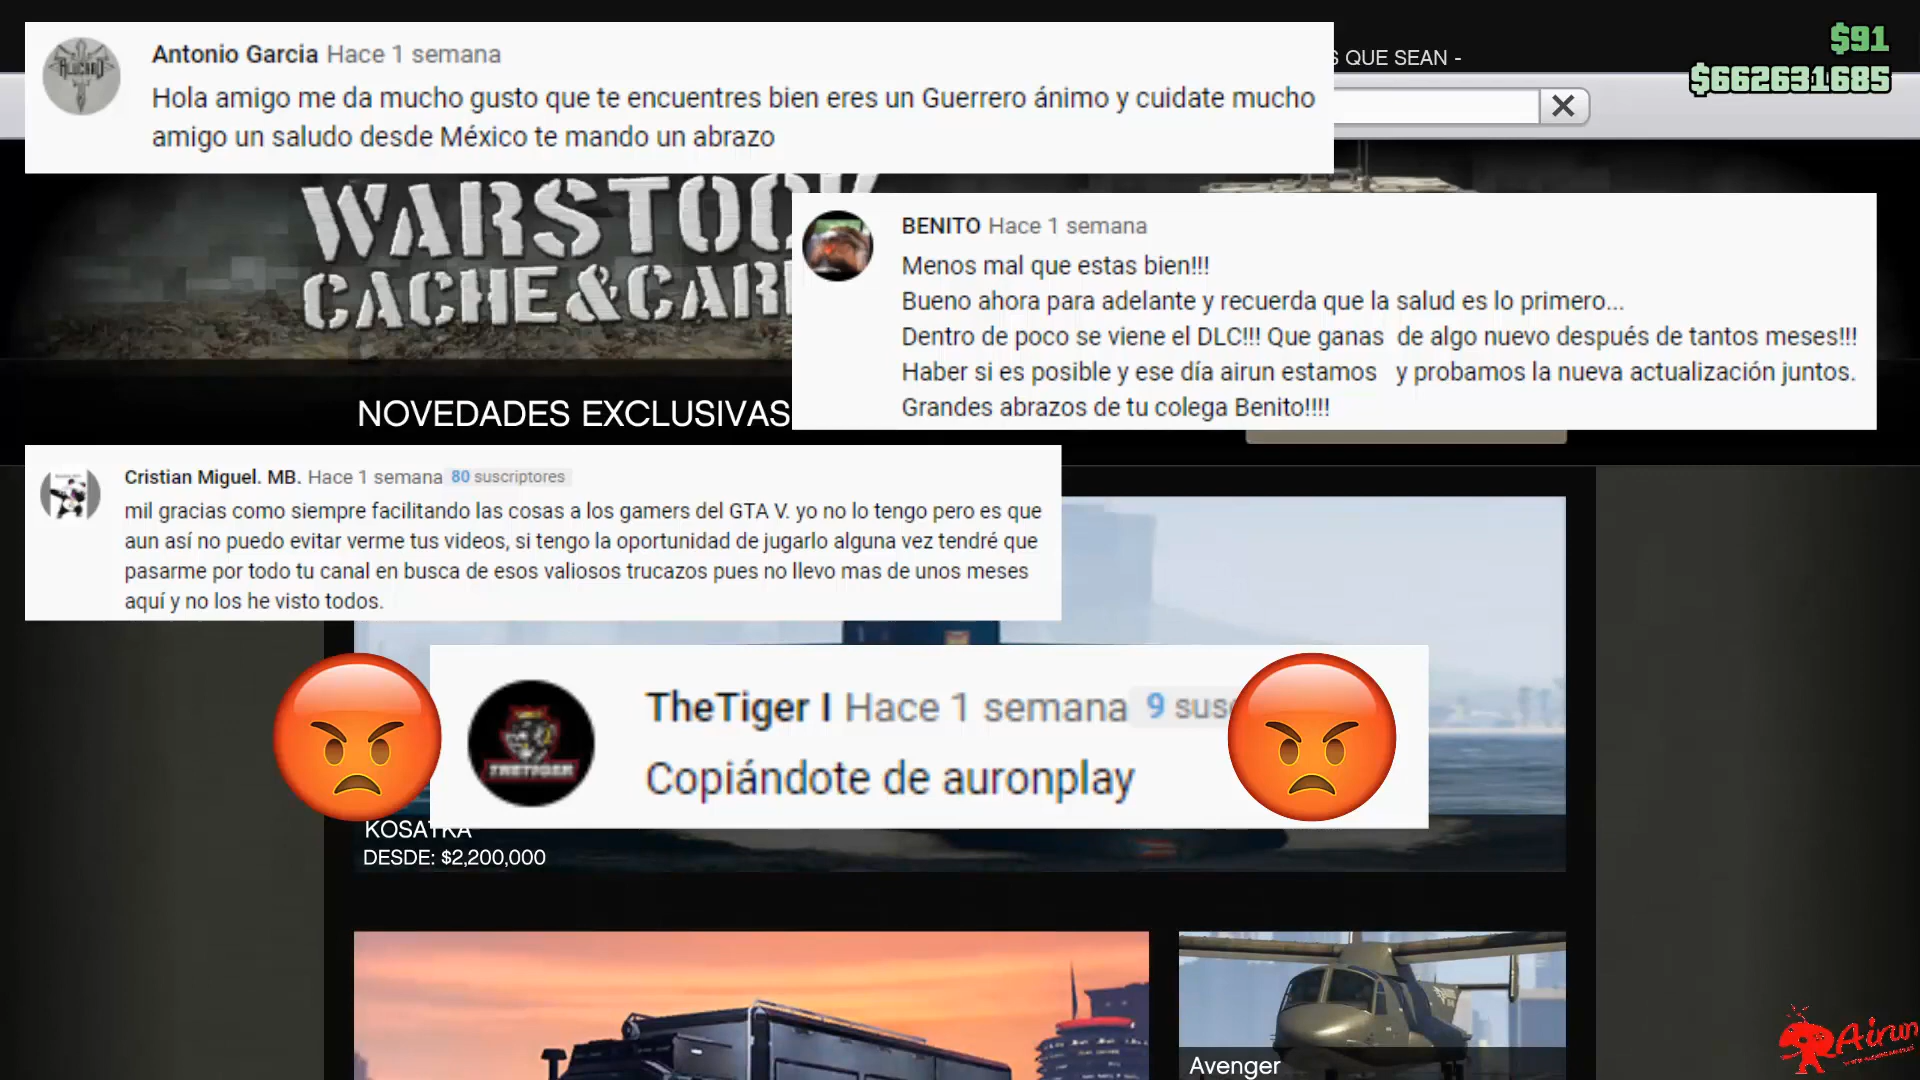 $91
$662631685
S QUE SEAN -
Antonio Garcia Hace 1 semana
Hola amigo me da mucho gusto que te encuentres bien eres un Guerrero ánimo y cuidate mucho
amigo un saludo desde México te mando un abrazo
WARSTOCK
CACHE & CAR
BENITO Hace 1 semana
Menos mal que estas bien!!!
Bueno ahora para adelante y recuerda que la salud es lo primero...
Dentro de poco se viene el DLC!!! Que ganas de algo nuevo después de tantos meses!!!
Haber si es posible y ese día airun estamos y probamos la nueva actualización juntos.
Grandes abrazos de tu colega Benito!!!!
NOVEDADES EXCLUSIVAS
Cristian Miguel. MB. Hace 1 semana 80 suscriptores
mil gracias como siempre facilitando las cosas a los gamers del GTA V. yo no lo tengo pero es que
aun así no puedo evitar verme tus videos, si tengo la oportunidad de jugarlo alguna vez tendré que
pasarme por todo tu canal en busca de esos valiosos trucazos pues no llevo mas de unos meses
aquí y no los he visto todos.
TheTiger I Hace 1 semana 9 susc
Copiándote de auronplay
THETIGER
KOSATKA
DESDE: $2,200,000
Avenger
Airun